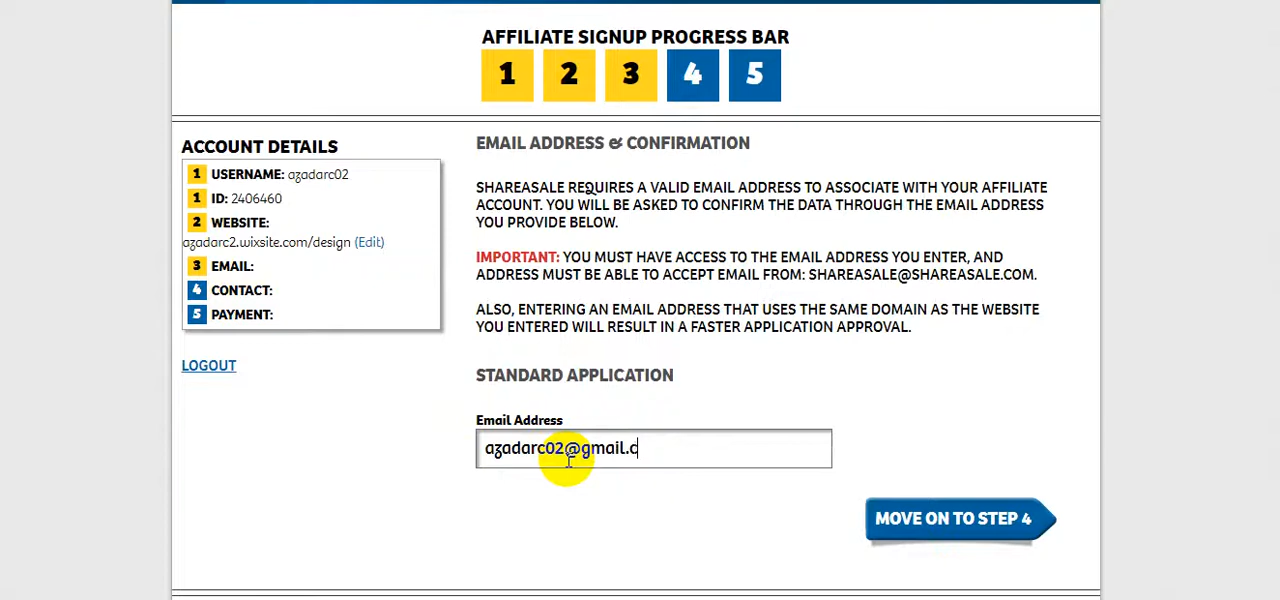 AFFILIATE SIGNUP PROGRESS BAR
1 2 3 4 5
ACCOUNT DETAILS
1 USERNAME: azadarc02
1 ID: 2406460
2 WEBSITE:
azadarc2.wixsite.com/design (Edit)
3 EMAIL:
4 CONTACT:
5 PAYMENT:
LOGOUT
EMAIL ADDRESS & CONFIRMATION
SHAREASALE REQUIRES A VALID EMAIL ADDRESS TO ASSOCIATE WITH YOUR AFFILIATE
ACCOUNT. YOU WILL BE ASKED TO CONFIRM THE DATA THROUGH THE EMAIL ADDRESS
YOU PROVIDE BELOW.
IMPORTANT: YOU MUST HAVE ACCESS TO THE EMAIL ADDRESS YOU ENTER, AND
ADDRESS MUST BE ABLE TO ACCEPT EMAIL FROM: SHAREASALE@SHAREASALE.COM.
ALSO, ENTERING AN EMAIL ADDRESS THAT USES THE SAME DOMAIN AS THE WEBSITE
YOU ENTERED WILL RESULT IN A FASTER APPLICATION APPROVAL.
STANDARD APPLICATION
Email Address
azadarc02@gmail.c
MOVE ON TO STEP 4